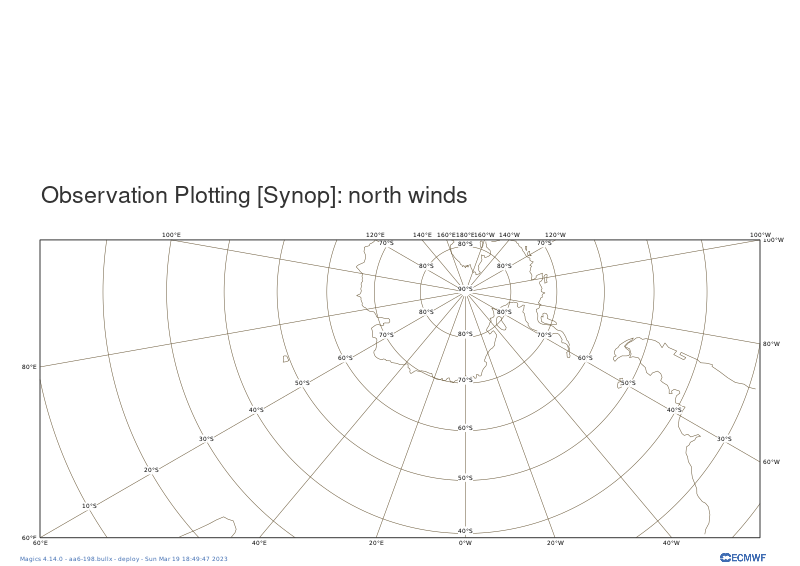 Observation Plotting [Synop]: north winds
100°E 120°E 140°E 160°E 180°E 160°W 140°W 120°W 100°W
100°W
70°S 80°S 70°S
80°S 80°S
90°S
80°S 80°S
70°S 80°S 70°S
80°W
60°S 60°S
80°E
70°S
50°S 50°S
40°S 40°S
60°S
30°S 30°S
60°W
20°S
50°S
10°S
40°S
60°E
60°E 40°E 20°E 0°W 20°W 40°W
Magics 4.14.0 - aa6-198.bullx - deploy - Sun Mar 19 18:49:47 2023
ECMWF